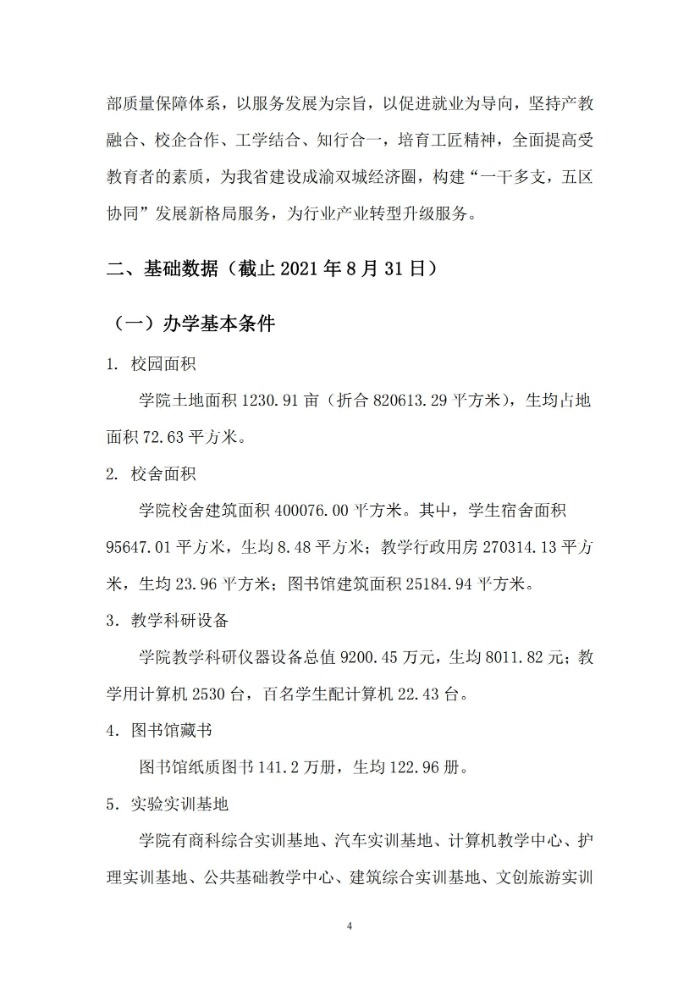 部质量保障体系，以服务发展为宗旨，以促进就业为导向，坚持产教
融合、校企合作、工学结合、知行合一，培育工匠精神，全面提高受
教育者的素质，为我省建设成渝双城经济圈，构建“一干多支，五区
协同”发展新格局服务，为行业产业转型升级服务。
二、基础数据（截止 2021 年 8 月 31 日）
（一）办学基本条件
1. 校园面积
学院土地面积 1230.91 亩（折合 820613.29 平方米），生均占地
面积 72.63 平方米。
2. 校舍面积
学院校舍建筑面积 400076.00 平方米。其中，学生宿舍面积
95647.01 平方米，生均 8.48 平方米；教学行政用房 270314.13 平方
米，生均 23.96 平方米；图书馆建筑面积 25184.94 平方米。
3．教学科研设备
学院教学科研仪器设备总值 9200.45 万元，生均 8011.82 元；教
学用计算机 2530 台，百名学生配计算机 22.43 台。
4．图书馆藏书
图书馆纸质图书 141.2 万册，生均 122.96 册。
5．实验实训基地
学院有商科综合实训基地、汽车实训基地、计算机教学中心、护
理实训基地、公共基础教学中心、建筑综合实训基地、文创旅游实训
4